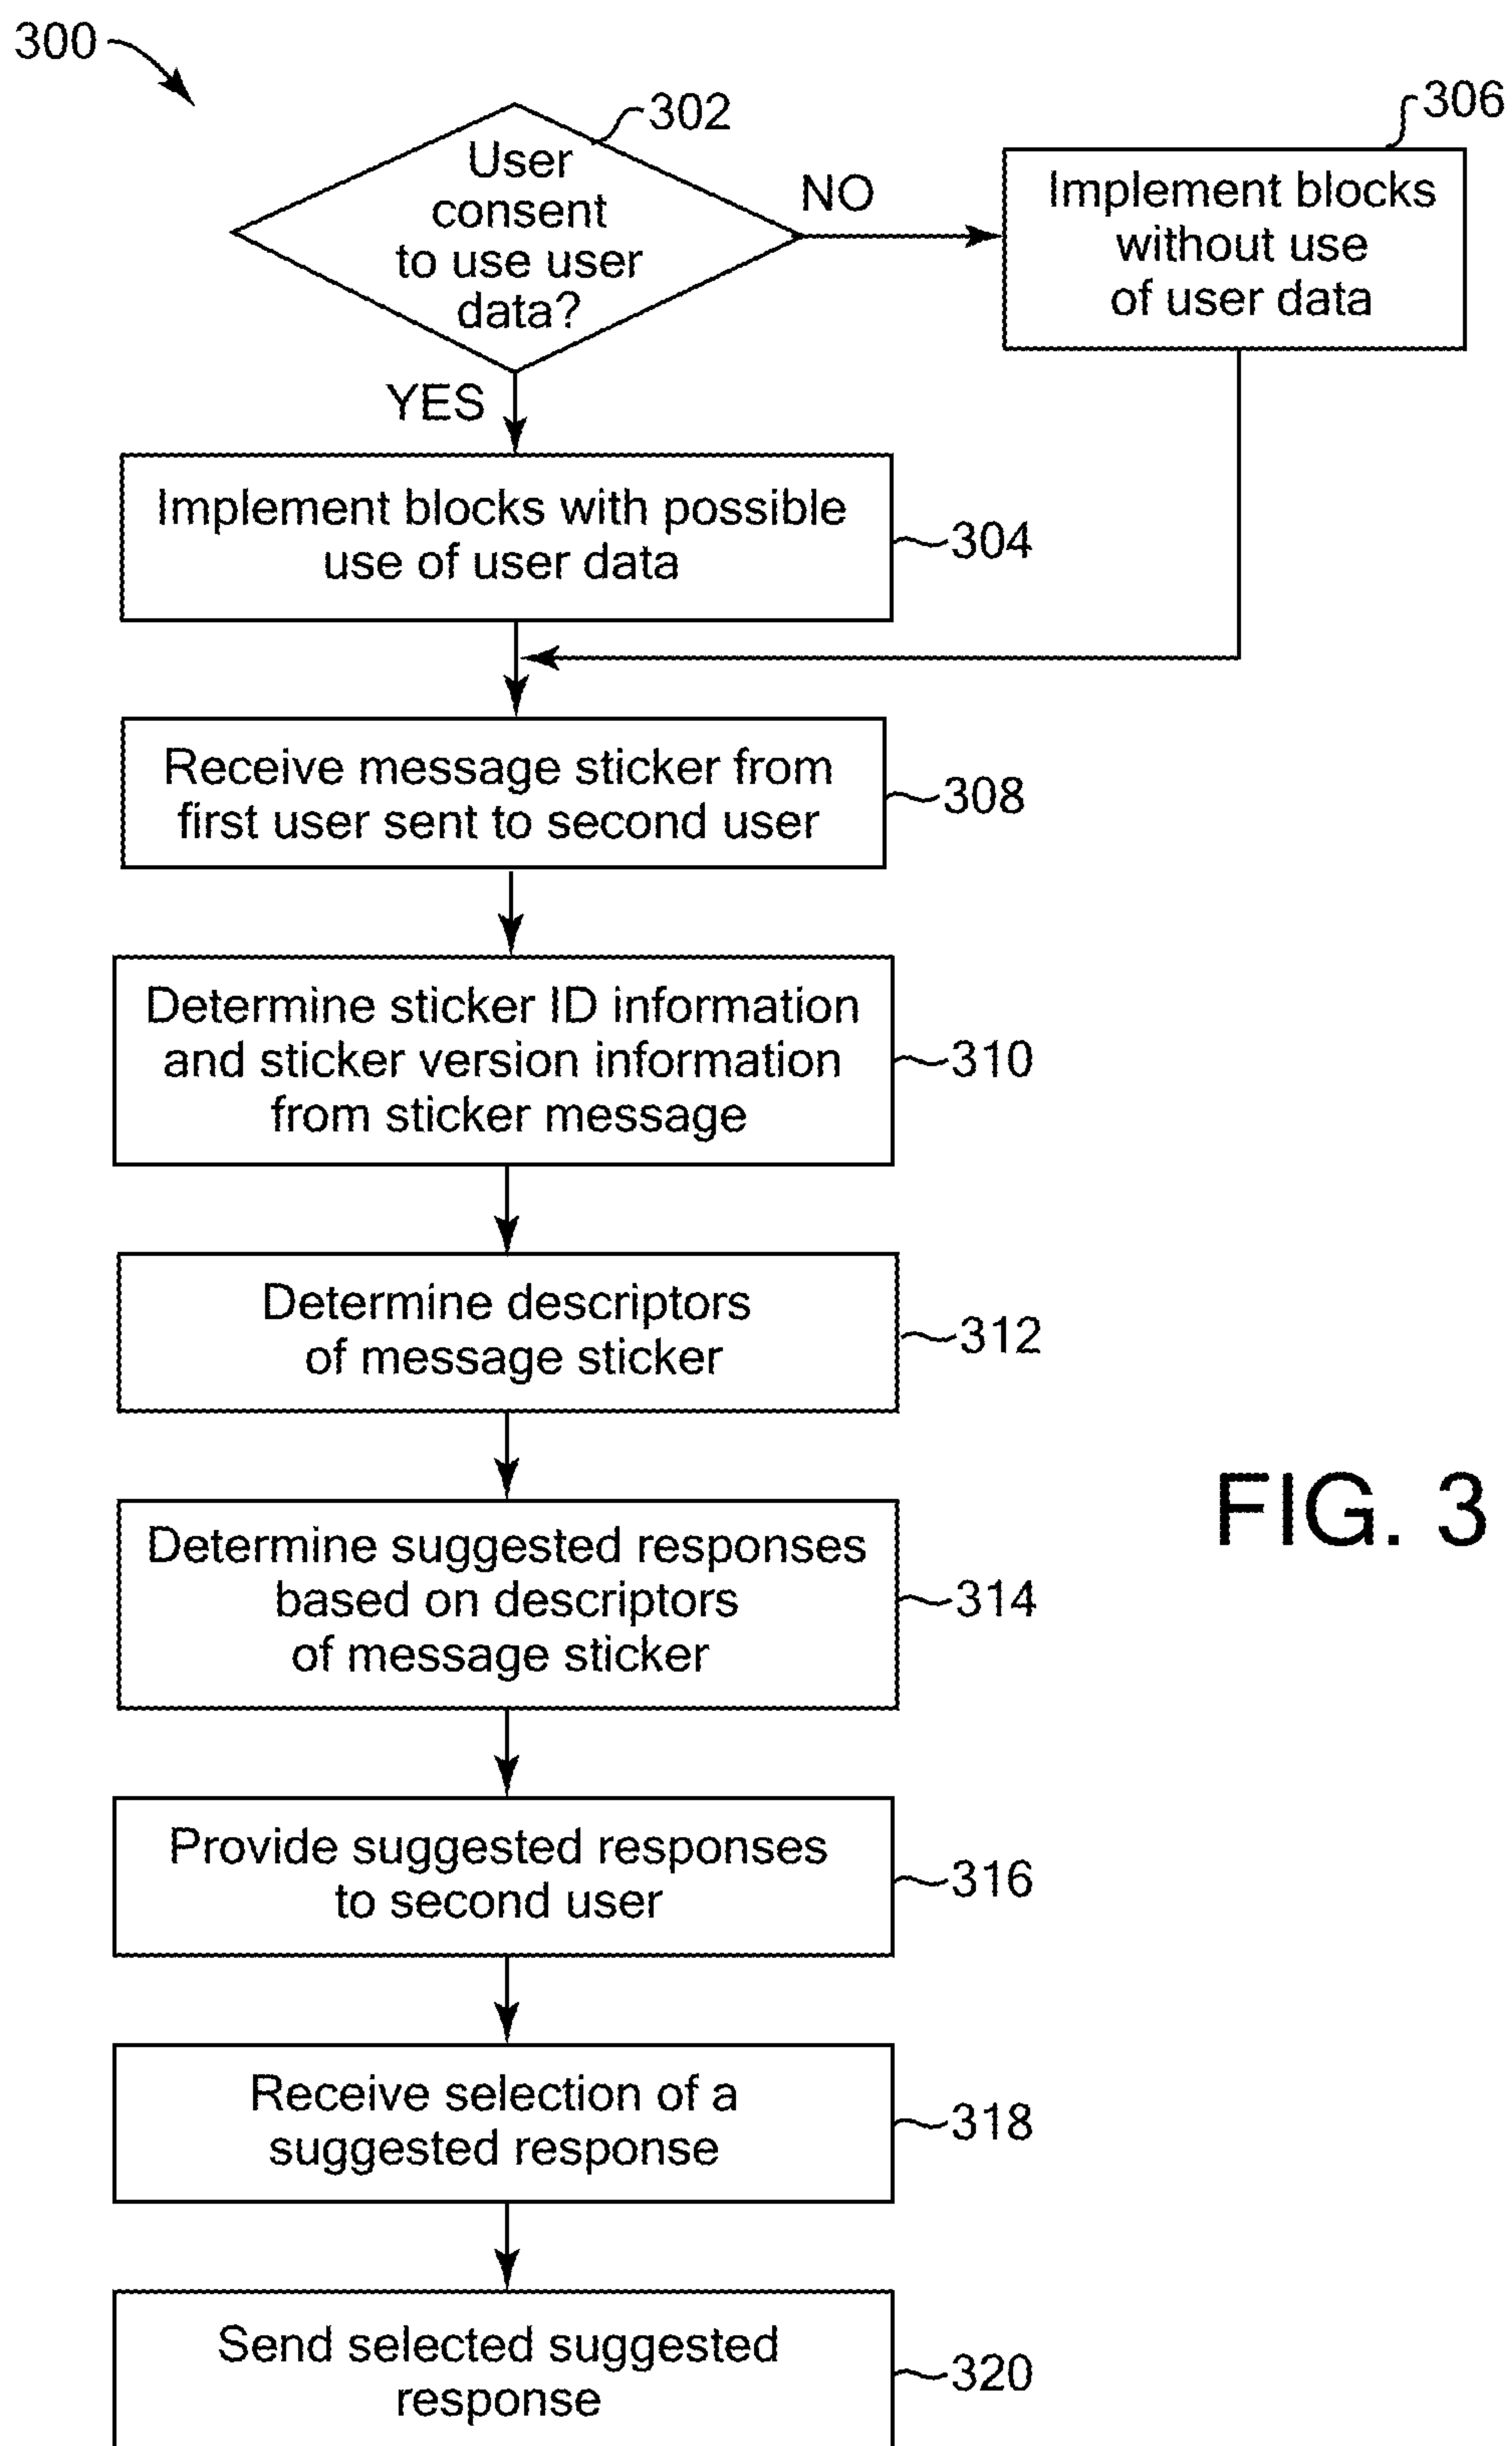 300
302
User
consent
to use user
data?
NO
306
Implement blocks
without use
of user data
YES
Implement blocks with possible
use of user data
304
Receive message sticker from
first user sent to second user
308
Determine sticker ID information
and sticker version information
from sticker message
310
Determine descriptors
of message sticker
312
Determine suggested responses
based on descriptors
of message sticker
314
FIG. 3
Provide suggested responses
to second user
316
Receive selection of a
suggested response
318
Send selected suggested
response
320